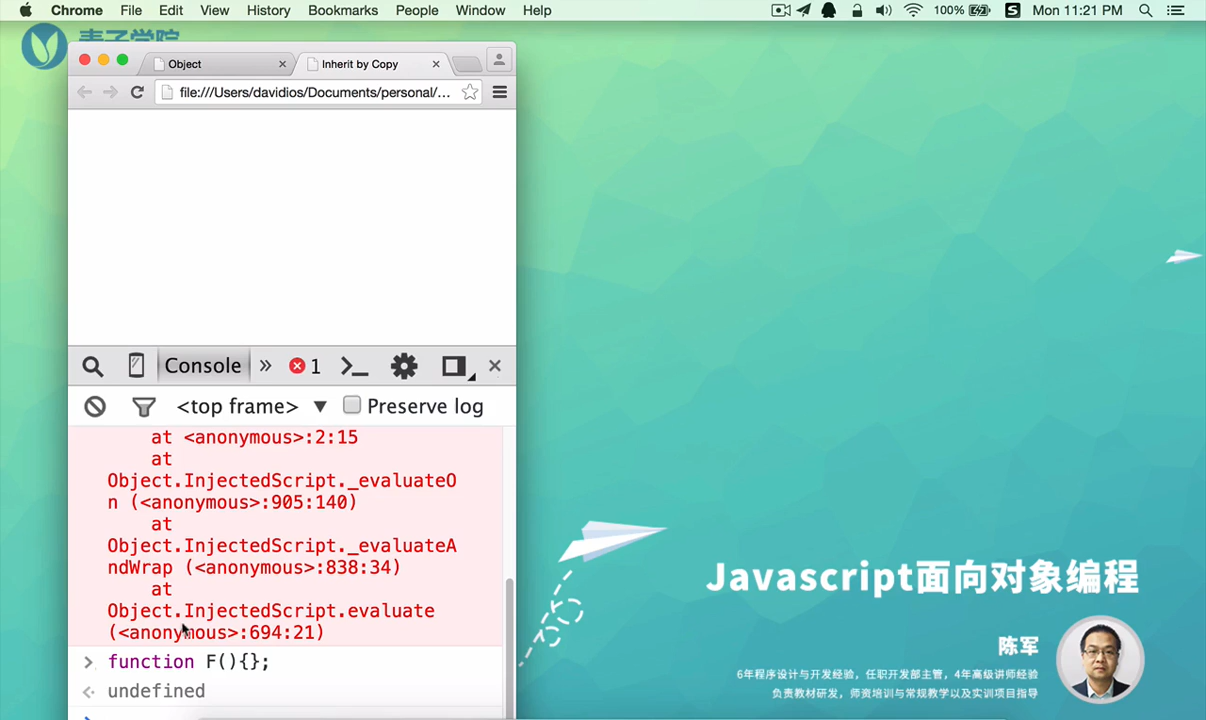 Chrome File Edit View History Bookmarks People Window Help 100% S Mon 11:21 PM
麦子学院
Object Inherit by Copy
file:///Users/davidios/Documents/personal/...
Console » 1
<top frame> ▼ Preserve log
at <anonymous>:2:15
at
Object.InjectedScript._evaluateO
n (<anonymous>:905:140)
at
Object.InjectedScript._evaluateA
ndWrap (<anonymous>:838:34)
at
Object.InjectedScript.evaluate
(<anonymous>:694:21)
> function F(){};
undefined
Javascript面向对象编程
陈军
6年程序设计与开发经验，任职开发部主管，4年高级讲师经验
负责教材研发，师资培训与常规教学以及实训项目指导